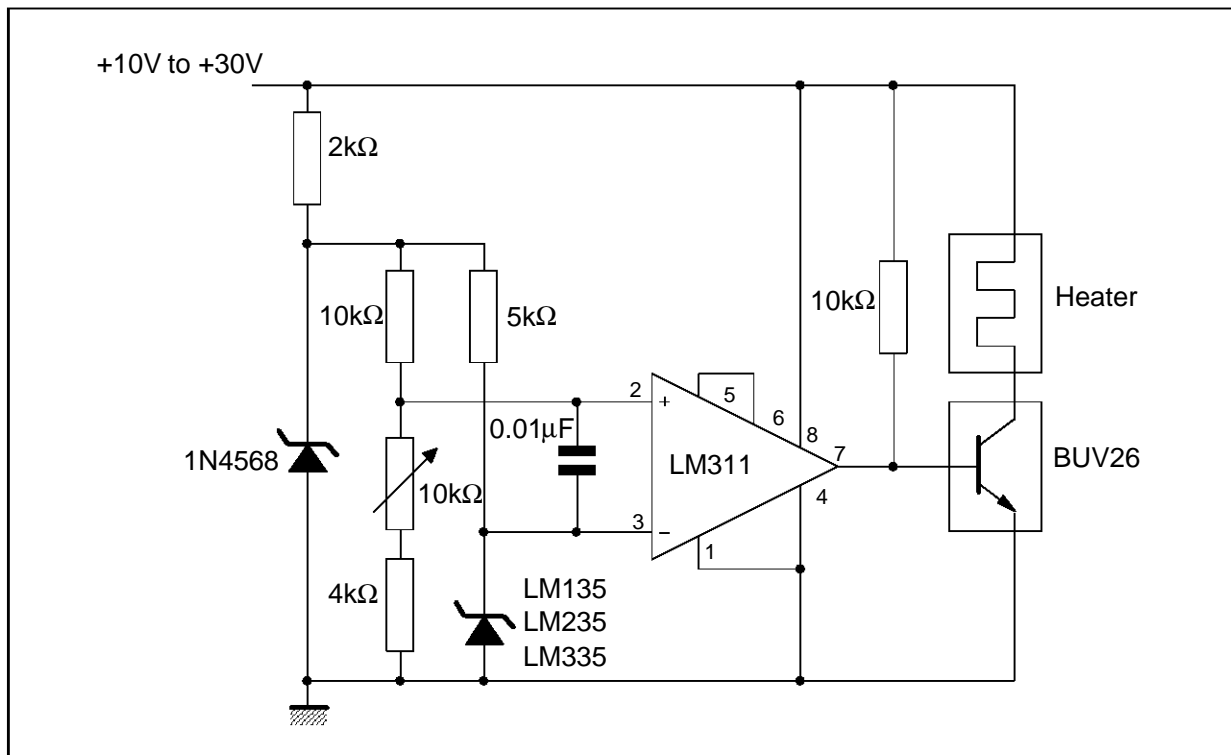 +10V to +30V
2kΩ
10kΩ
5kΩ
10kΩ
Heater
2
+
5
6
8
0.01µF
LM311
7
BUV26
1N4568
10kΩ
4
3
−
1
4kΩ
LM135
LM235
LM335